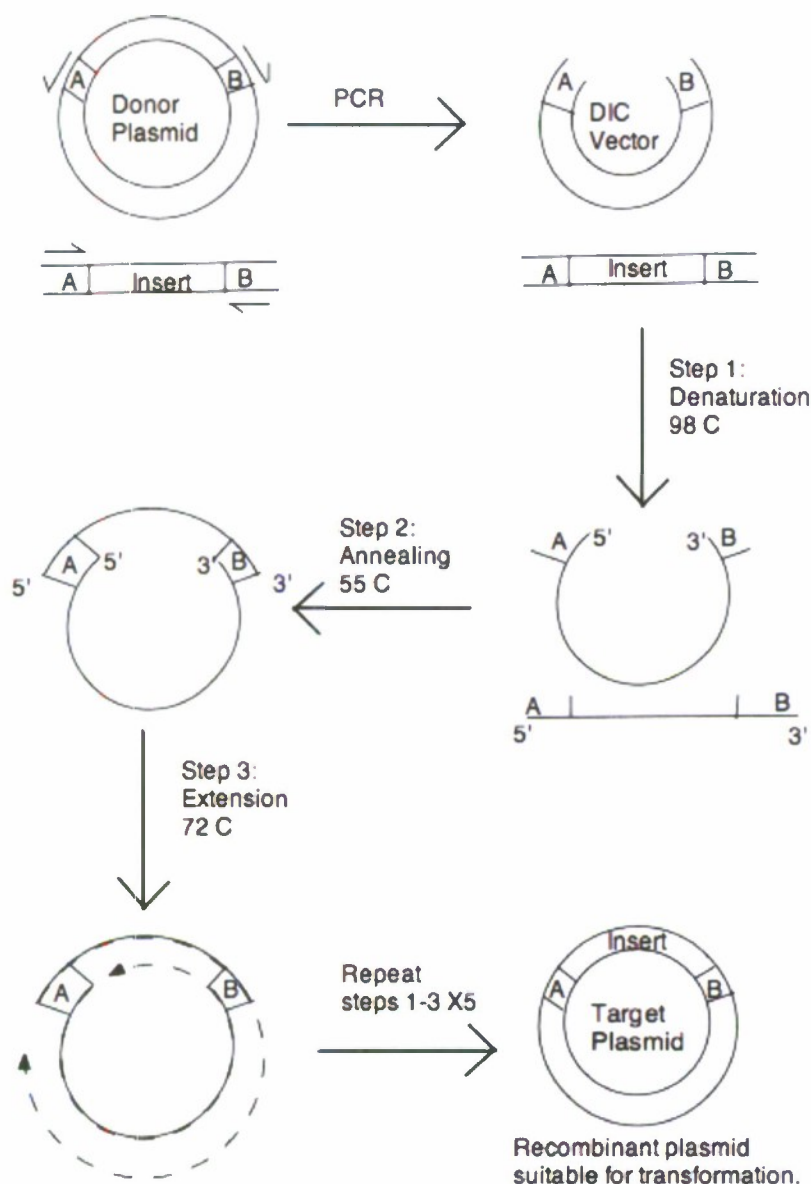 A
B
Donor
Plasmid
PCR
A
B
DIC
Vector
A
Insert
B
A
Insert
B
Step 1:
Denaturation
98 C
A
5'
3'
B
A
B
5'
3'
Step 2:
Annealing
55 C
A
5'
5'
3'
B
3'
Step 3:
Extension
72 C
A
B
Repeat
steps 1-3 X5
Insert
A
B
Target
Plasmid
Recombinant plasmid
suitable for transformation.